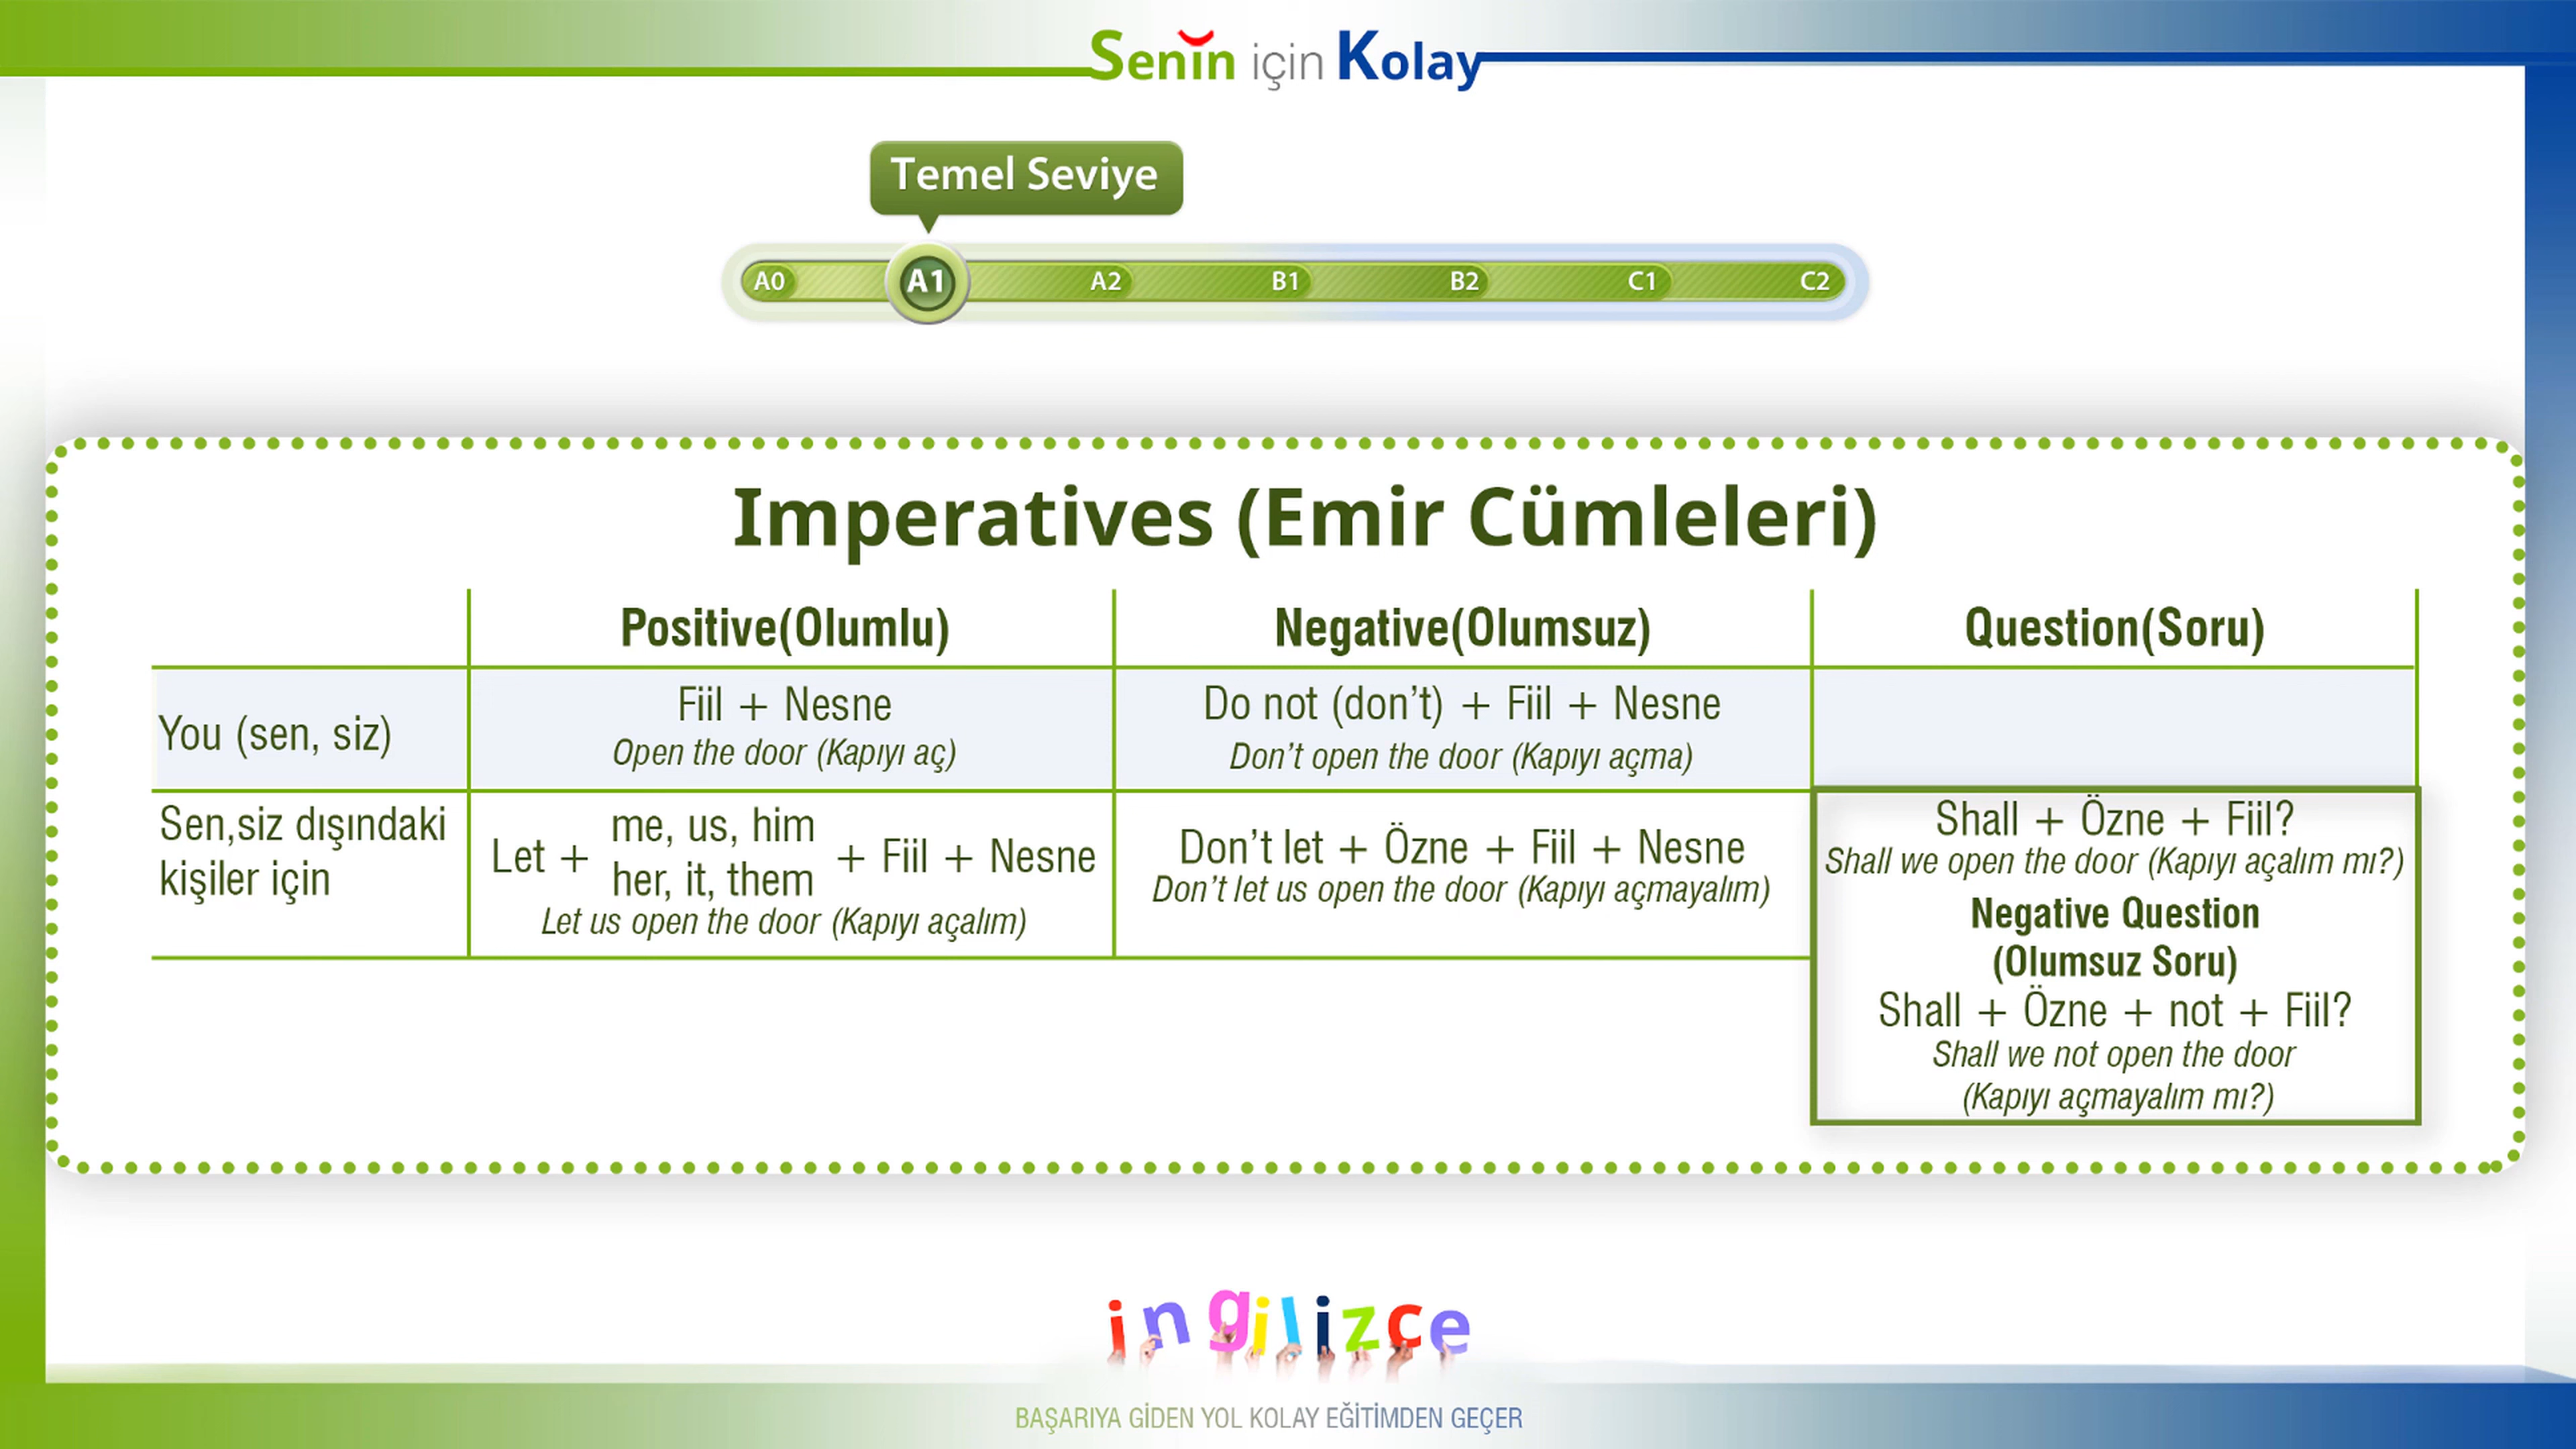 Senin için Kolay
Temel Seviye
A0 A1 A2 B1 B2 C1 C2
Imperatives (Emir Cümleleri)
Positive(Olumlu) Negative(Olumsuz) Question(Soru)
You (sen, siz)
Fiil + Nesne
Open the door (Kapıyı aç)
Do not (don't) + Fiil + Nesne
Don't open the door (Kapıyı açma)
Sen,siz dışındaki
kişiler için
Let + me, us, him
her, it, them + Fiil + Nesne
Let us open the door (Kapıyı açalım)
Don't let + Özne + Fiil + Nesne
Don't let us open the door (Kapıyı açmayalım)
Shall + Özne + Fiil?
Shall we open the door (Kapıyı açalım mı?)
Negative Question
(Olumsuz Soru)
Shall + Özne + not + Fiil?
Shall we not open the door
(Kapıyı açmayalım mı?)
ingilizce
BAŞARIYA GİDEN YOL KOLAY EĞİTİMDEN GEÇER